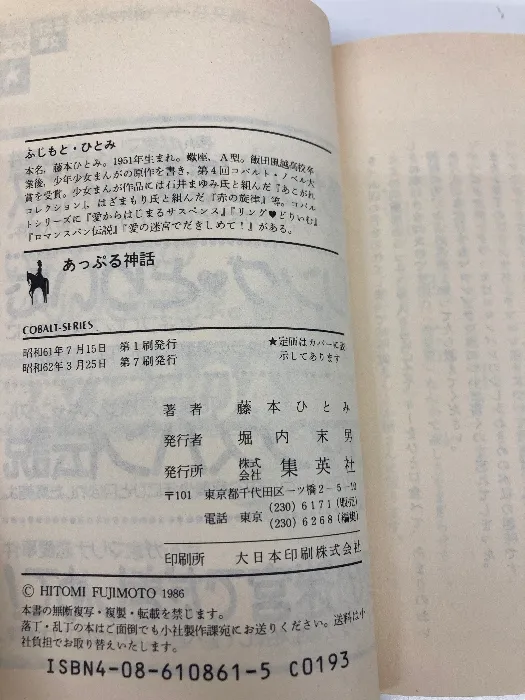 ふじもと・ひとみ
本名、藤本ひとみ。1951年生まれ。蠍座、A型。飯田風越高校卒
業後、少年少女まんがの原作を書き、第4回コバルト・ノベル大
賞を受賞。少女まんが作品には石井まゆみ氏と組んだ『あこがれ
コレクション』、はざまもり氏と組んだ『赤の旋律』等。コバル
トシリーズに『愛からはじまるサスペンス』『リング♥どりいむ』
『ロマンスバン伝説』『愛の迷宮でだきしめて!』がある。
あっぷる神話
COBALT-SERIES
昭和61年7月15日 第1刷発行
昭和62年3月25日 第7刷発行
★定価はカバーに表
示してあります
著者 藤本ひとみ
発行者 堀内末男
発行所 株式会社 集英社
〒101 東京都千代田区一ツ橋2-5-10
(230) 6171 (販売)
電話 東京 (230) 6268 (編集)
印刷所 大日本印刷株式会社
© HITOMI FUJIMOTO 1986
本書の無断複写・複製・転載を禁じます。
落丁・乱丁の本はご面倒でも小社製作課宛にお送りください。送料は小
社負担でお取り替えいたします。
ISBN4-08-610861-5 C0193